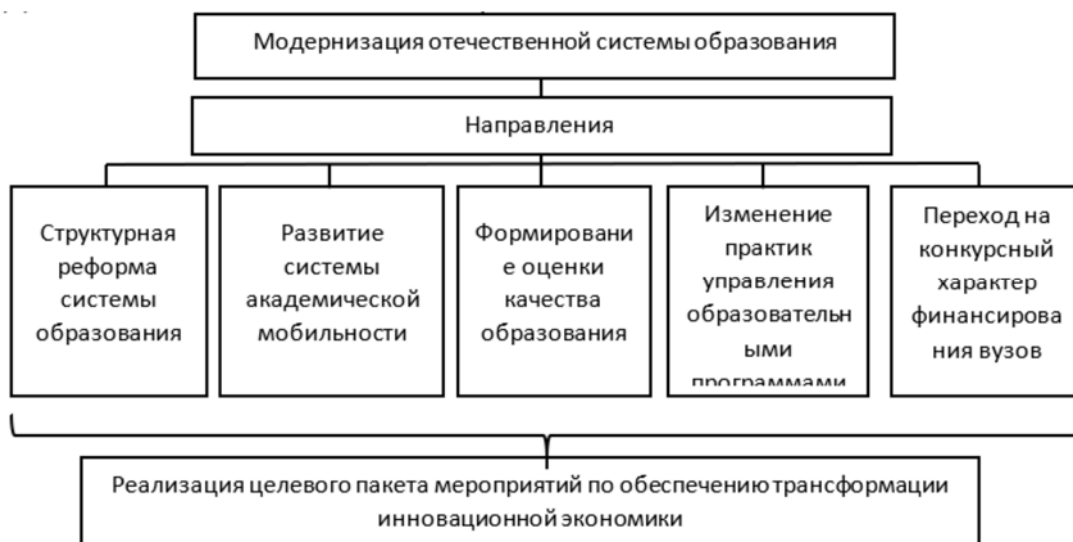 Модернизация отечественной системы образования
Направления
Структурная
реформа
системы
образования
Развитие
системы
академической
мобильности
Формировани
е оценки
качества
образования
Изменение
практик
управления
образовательн
ыми
программами
Переход на
конкурсный
характер
финансирова
ния вузов
Реализация целевого пакета мероприятий по обеспечению трансформации
инновационной экономики